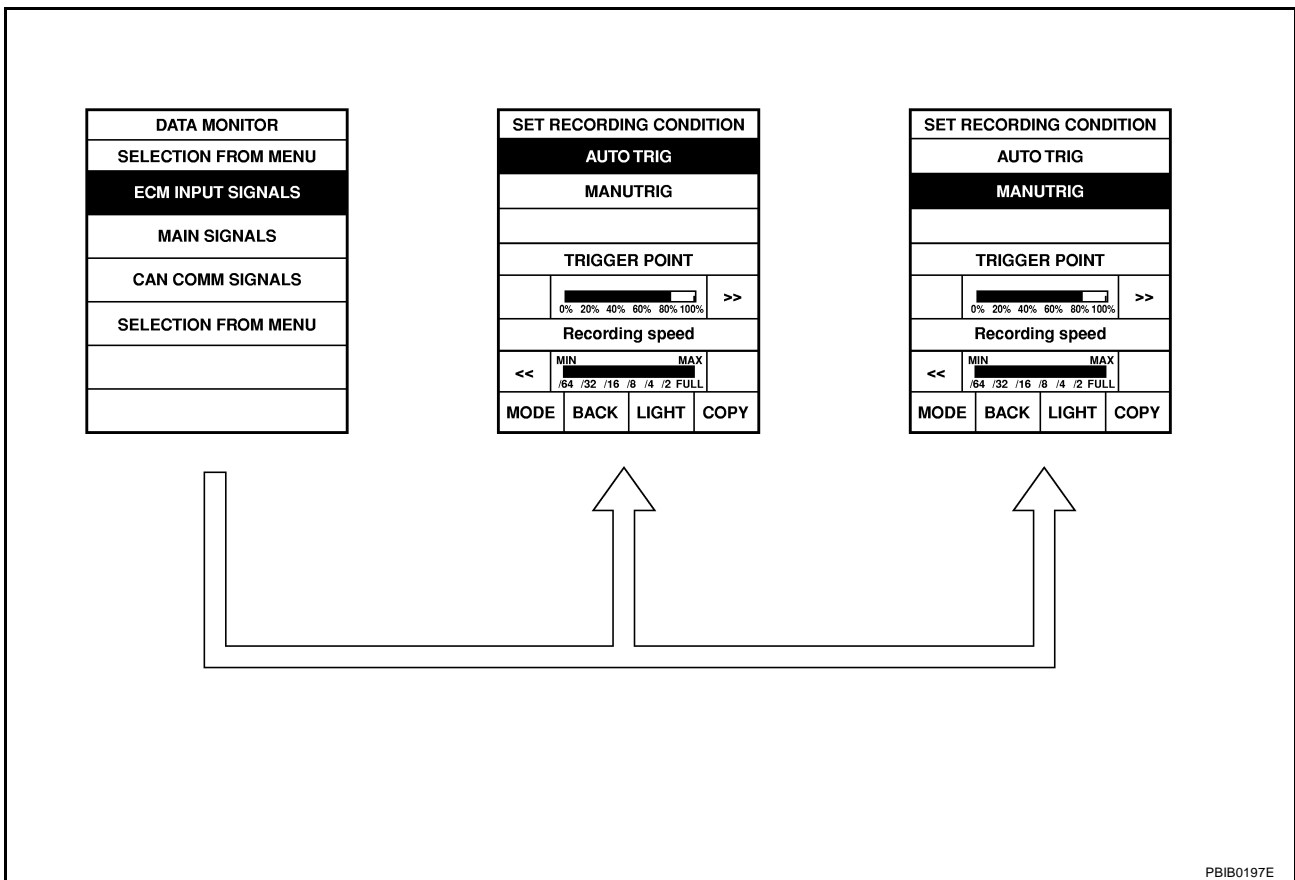 DATA MONITOR
SELECTION FROM MENU
ECM INPUT SIGNALS
MAIN SIGNALS
CAN COMM SIGNALS
SELECTION FROM MENU
SET RECORDING CONDITION
AUTO TRIG
MANUTRIG
TRIGGER POINT
>>
0% 20% 40% 60% 80% 100%
Recording speed
MIN MAX
<<
/64 /32 /16 /8 /4 /2 FULL
MODE BACK LIGHT COPY
SET RECORDING CONDITION
AUTO TRIG
MANUTRIG
TRIGGER POINT
>>
0% 20% 40% 60% 80% 100%
Recording speed
MIN MAX
<<
/64 /32 /16 /8 /4 /2 FULL
MODE BACK LIGHT COPY
PBIB0197E